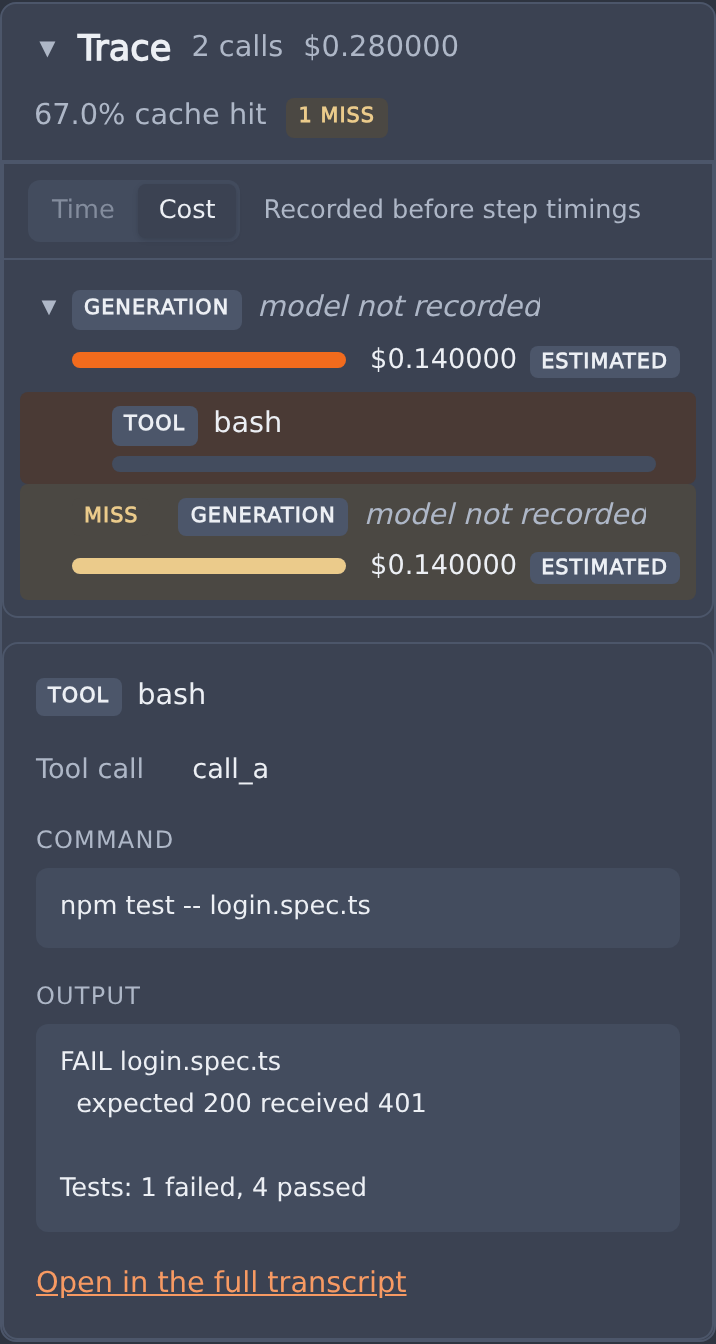 ▼ Trace 2 calls $0.280000
67.0% cache hit 1 MISS
Time Cost Recorded before step timings
▼ GENERATION model not recorded
$0.140000 ESTIMATED
TOOL bash
MISS GENERATION model not recorded
$0.140000 ESTIMATED
TOOL bash
Tool call call_a
COMMAND
npm test -- login.spec.ts
OUTPUT
FAIL login.spec.ts
expected 200 received 401
Tests: 1 failed, 4 passed
Open in the full transcript